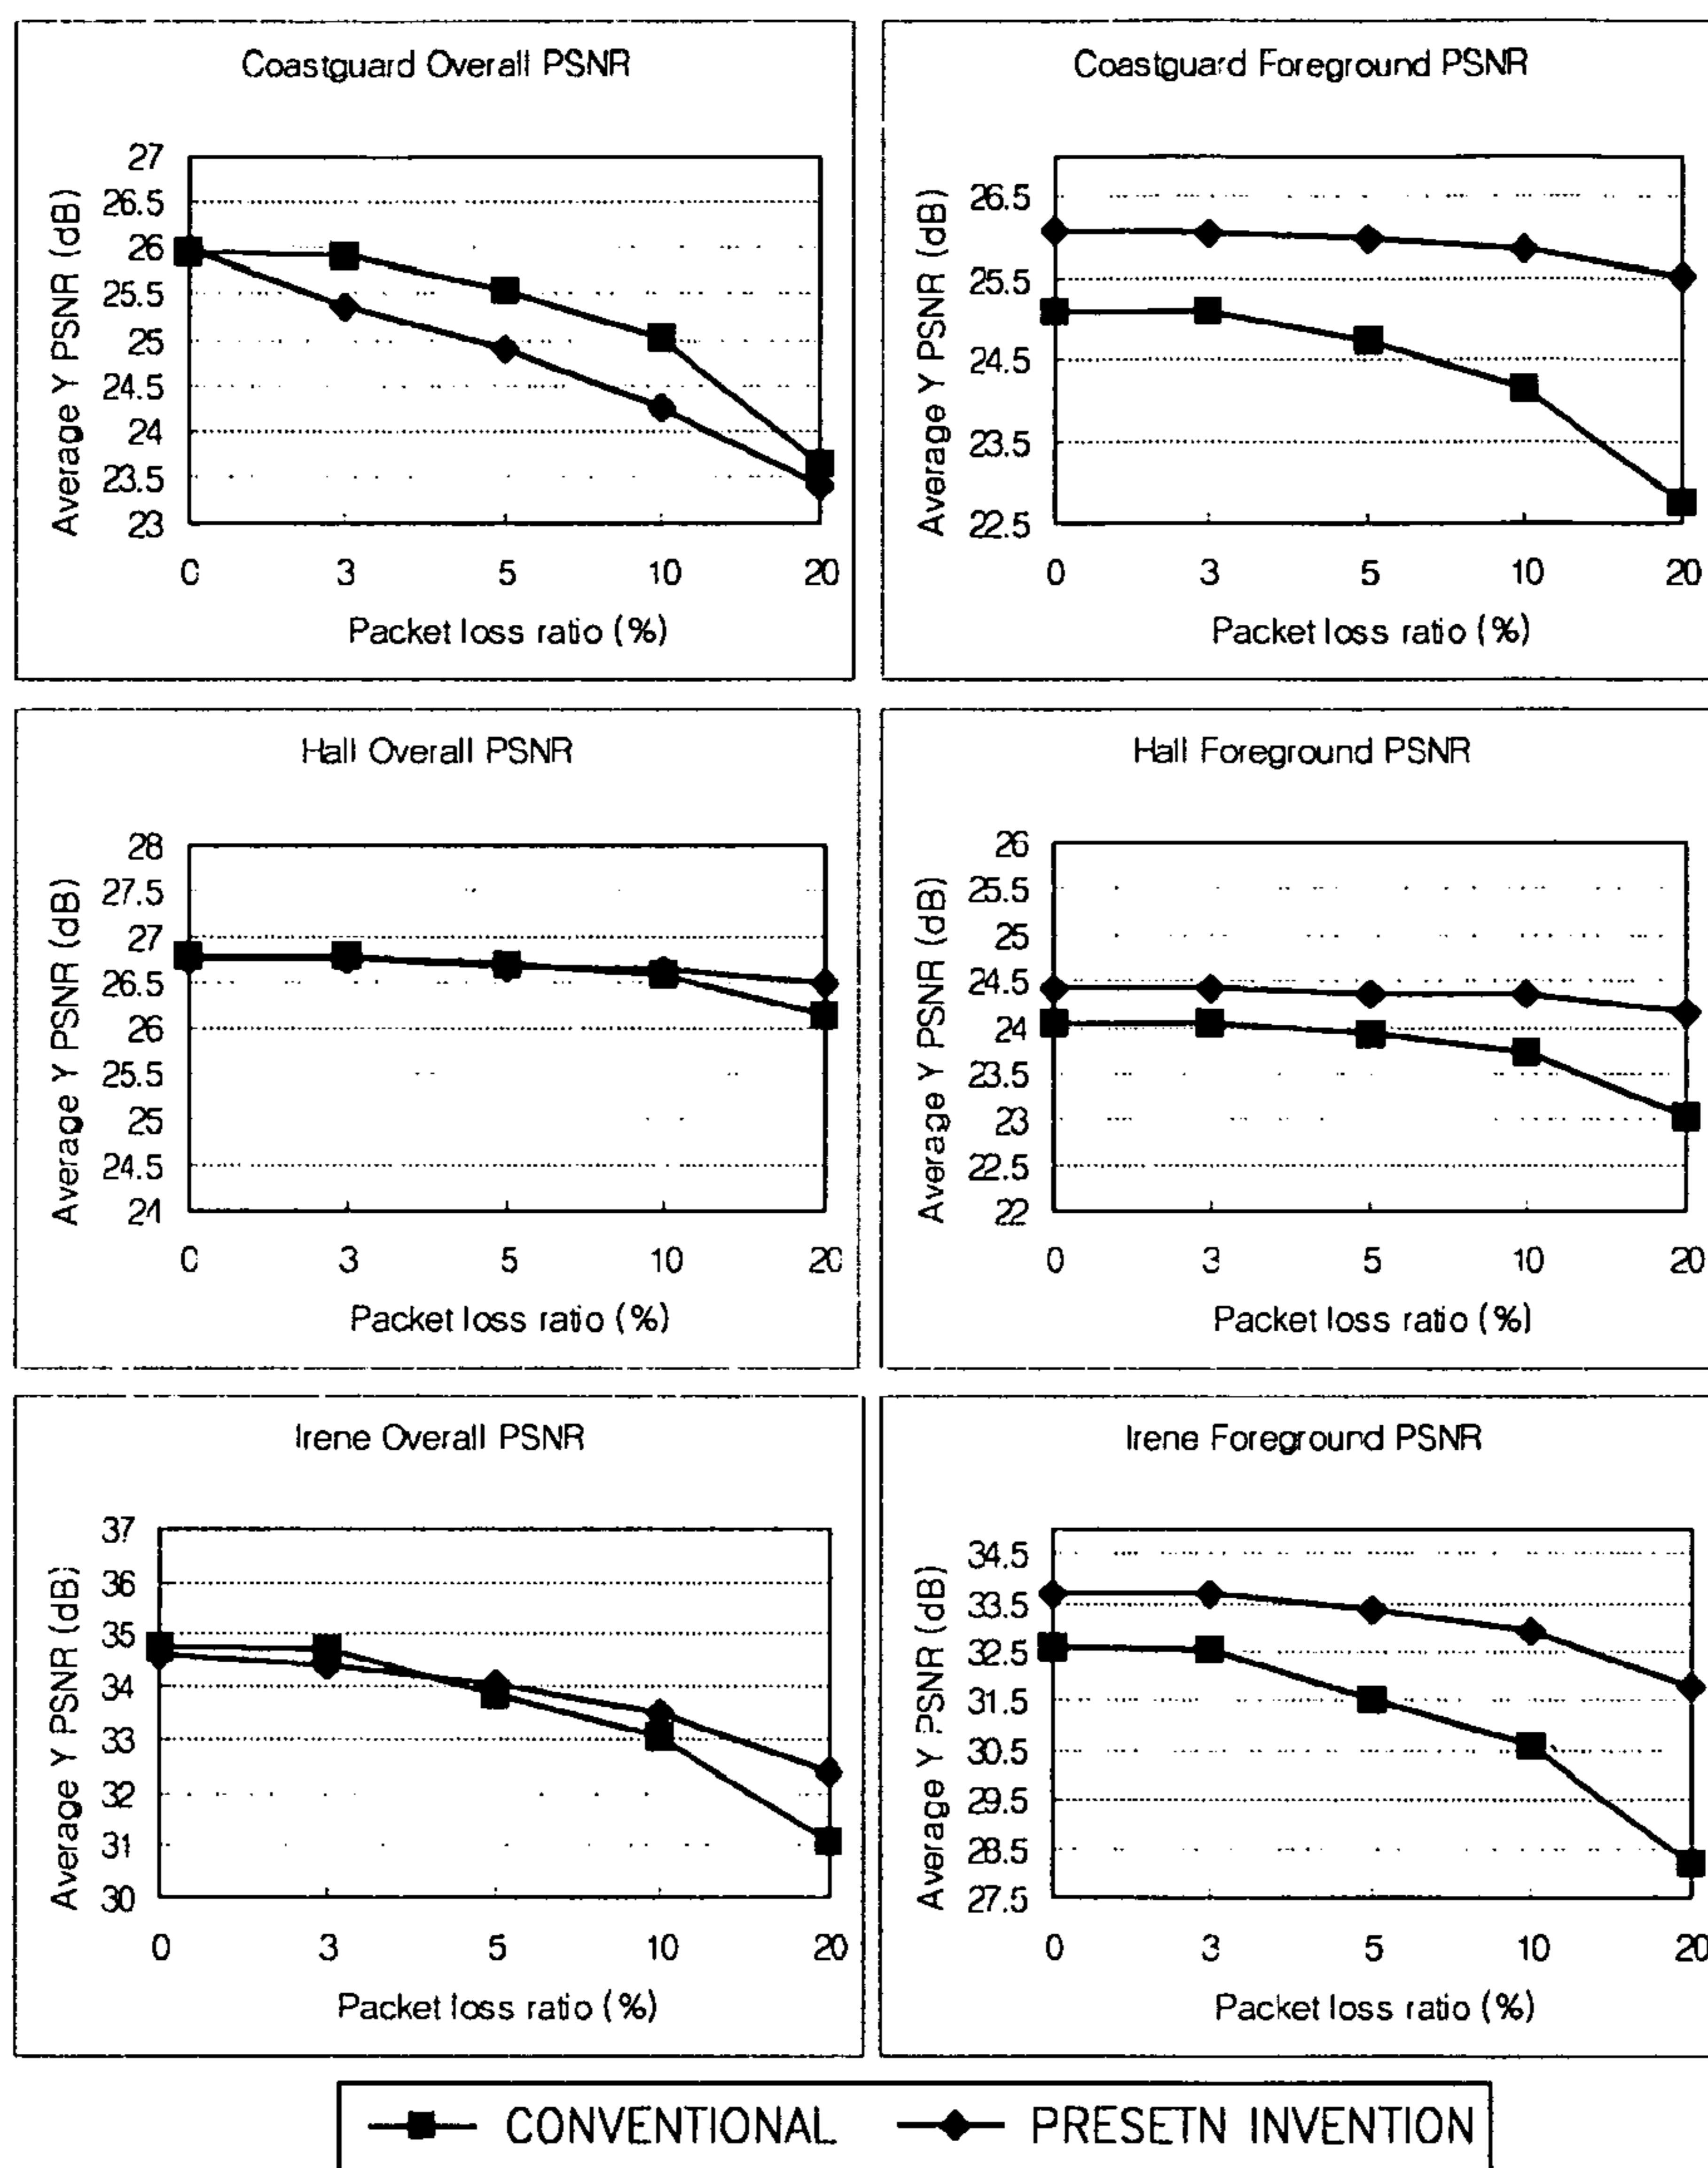 Coastguard Overall PSNR
Average Y PSNR (dB)
27
26.5
26
25.5
25
24.5
24
23.5
23
0 3 5 10 20
Packet loss ratio (%)
Coastguard Foreground PSNR
Average Y PSNR (dB)
26.5
25.5
24.5
23.5
22.5
0 3 5 10 20
Packet loss ratio (%)
Hall Overall PSNR
Average Y PSNR (dB)
28
27.5
27
26.5
26
25.5
25
24.5
24
0 3 5 10 20
Packet loss ratio (%)
Hall Foreground PSNR
Average Y PSNR (dB)
26
25.5
25
24.5
24
23.5
23
22.5
22
0 3 5 10 20
Packet loss ratio (%)
Irene Overall PSNR
Average Y PSNR (dB)
37
36
35
34
33
32
31
30
0 3 5 10 20
Packet loss ratio (%)
Irene Foreground PSNR
Average Y PSNR (dB)
34.5
33.5
32.5
31.5
30.5
29.5
28.5
27.5
0 3 5 10 20
Packet loss ratio (%)
CONVENTIONAL PRESETN INVENTION